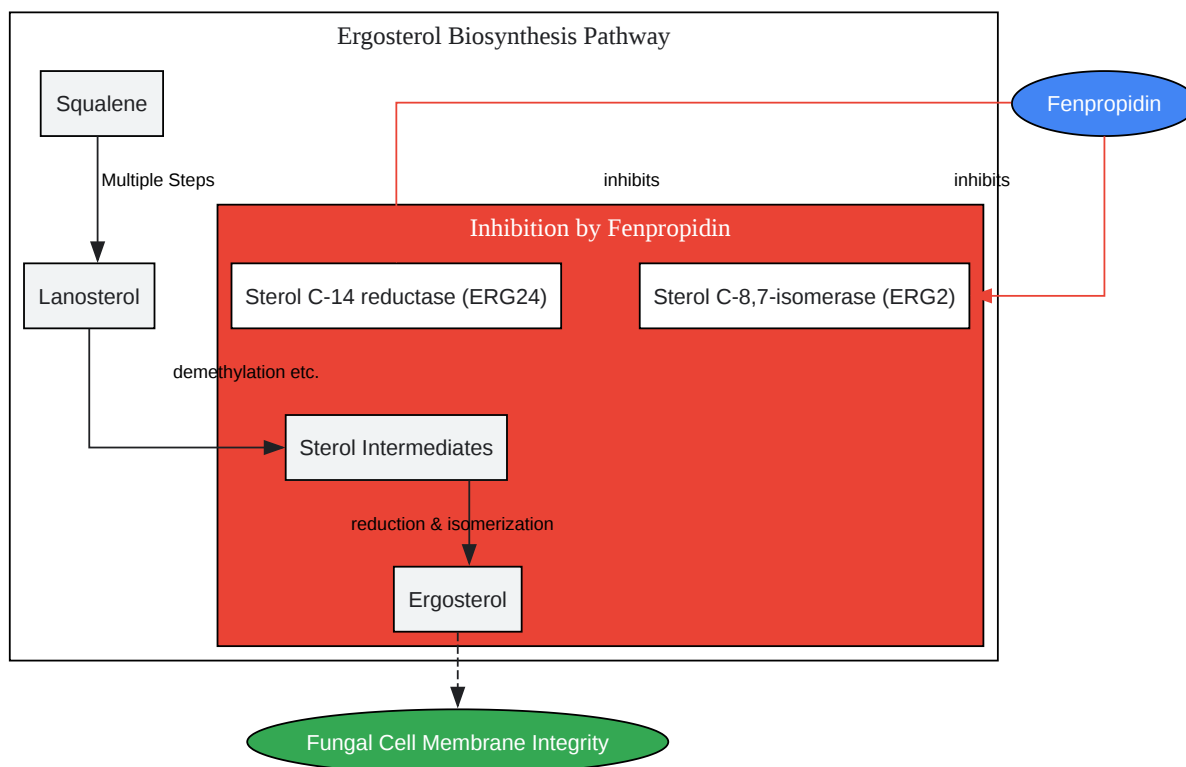 Ergosterol Biosynthesis Pathway
Squalene
Fenpropidin
Multiple Steps
inhibits
inhibits
Inhibition by Fenpropidin
Lanosterol
Sterol C-14 reductase (ERG24)
Sterol C-8,7-isomerase (ERG2)
demethylation etc.
Sterol Intermediates
reduction & isomerization
Ergosterol
Fungal Cell Membrane Integrity